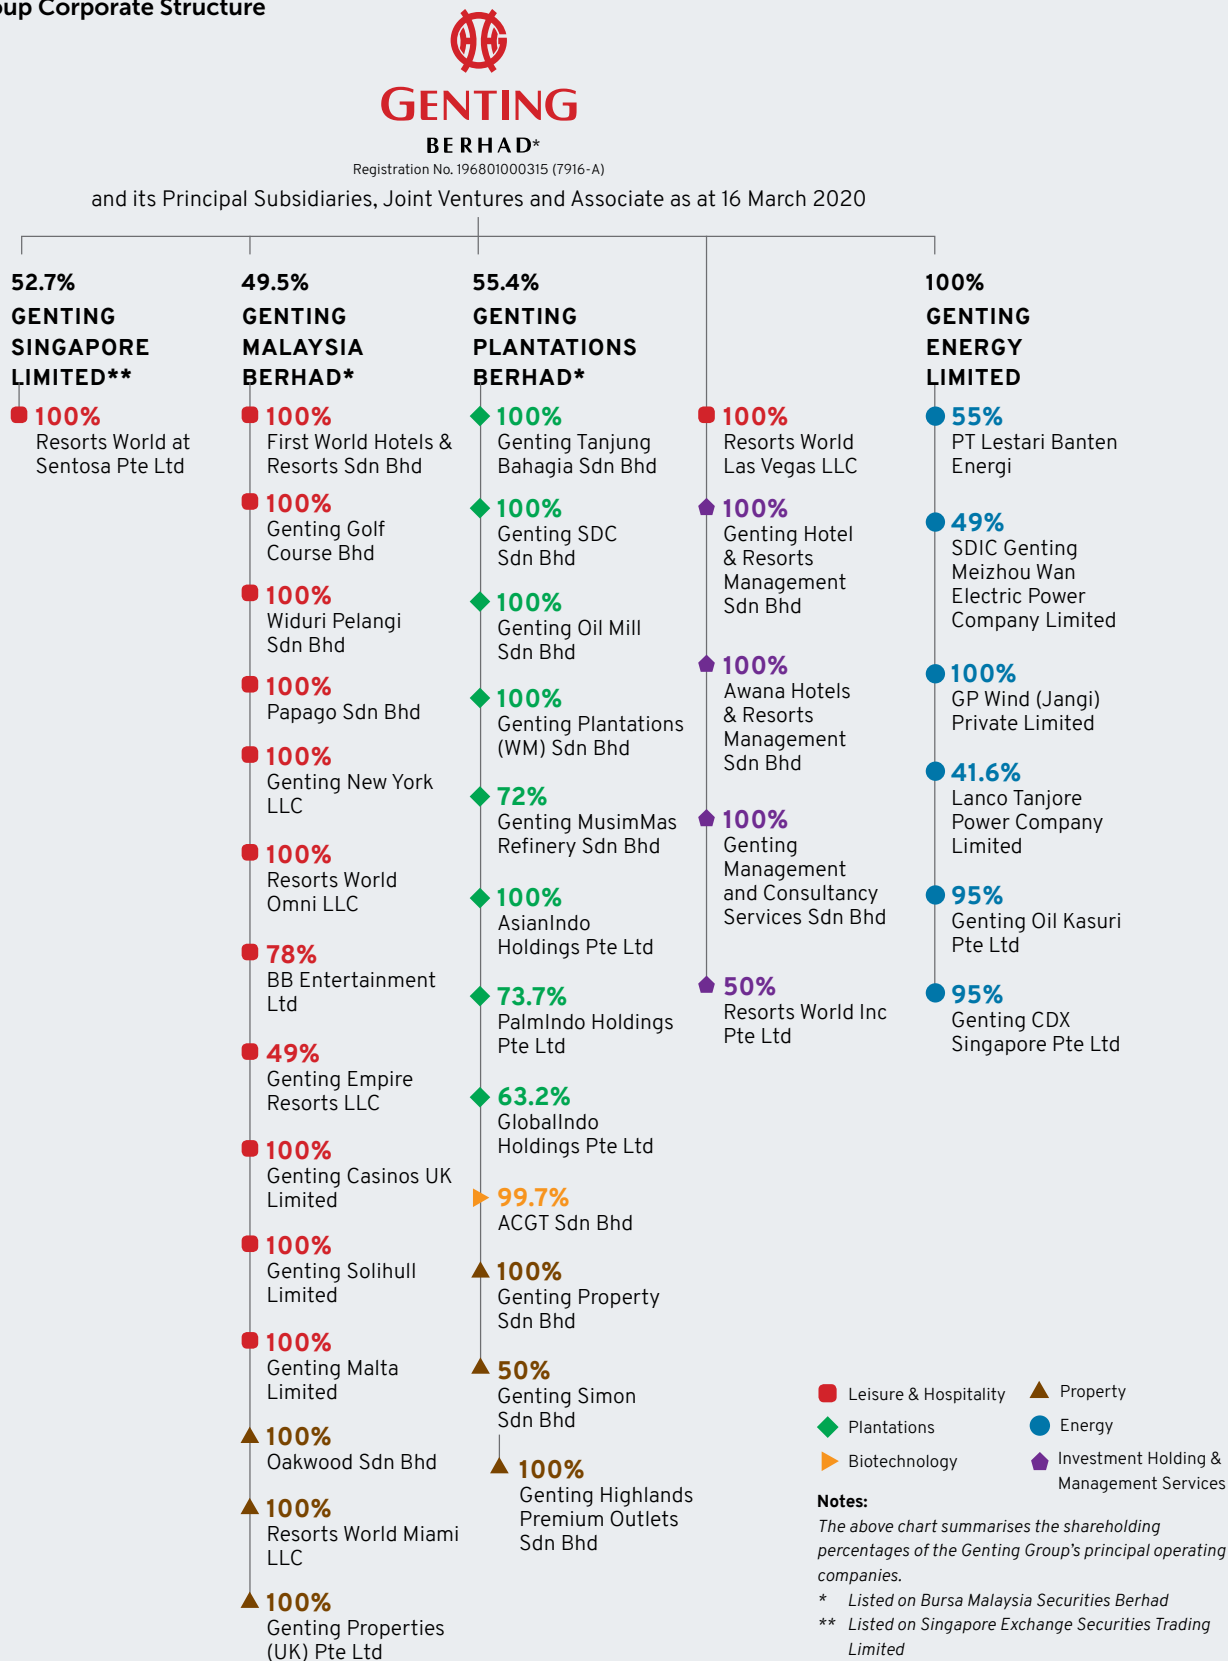 oup Corporate Structure
GENTING
BERHAD*
Registration No. 196801000315 (7916-A)
and its Principal Subsidiaries, Joint Ventures and Associate as at 16 March 2020
52.7%
GENTING
SINGAPORE
LIMITED**
100%
Resorts World at
Sentosa Pte Ltd
49.5%
GENTING
MALAYSIA
BERHAD*
100%
First World Hotels &
Resorts Sdn Bhd
100%
Genting Golf
Course Bhd
100%
Widuri Pelangi
Sdn Bhd
100%
Papago Sdn Bhd
100%
Genting New York
LLC
100%
Resorts World
Omni LLC
78%
BB Entertainment
Ltd
49%
Genting Empire
Resorts LLC
100%
Genting Casinos UK
Limited
100%
Genting Solihull
Limited
100%
Genting Malta
Limited
100%
Oakwood Sdn Bhd
100%
Resorts World Miami
LLC
100%
Genting Properties
(UK) Pte Ltd
55.4%
GENTING
PLANTATIONS
BERHAD*
100%
Genting Tanjung
Bahagia Sdn Bhd
100%
Genting SDC
Sdn Bhd
100%
Genting Oil Mill
Sdn Bhd
100%
Genting Plantations
(WM) Sdn Bhd
72%
Genting MusimMas
Refinery Sdn Bhd
100%
AsianIndo
Holdings Pte Ltd
73.7%
PalmIndo Holdings
Pte Ltd
63.2%
GlobalIndo
Holdings Pte Ltd
99.7%
ACGT Sdn Bhd
100%
Genting Property
Sdn Bhd
50%
Genting Simon
Sdn Bhd
100%
Genting Highlands
Premium Outlets
Sdn Bhd
100%
Resorts World
Las Vegas LLC
100%
Genting Hotel
& Resorts
Management
Sdn Bhd
100%
Awana Hotels
& Resorts
Management
Sdn Bhd
100%
Genting
Management
and Consultancy
Services Sdn Bhd
50%
Resorts World Inc
Pte Ltd
100%
GENTING
ENERGY
LIMITED
55%
PT Lestari Banten
Energi
49%
SDIC Genting
Meizhou Wan
Electric Power
Company Limited
100%
GP Wind (Jangi)
Private Limited
41.6%
Lanco Tanjore
Power Company
Limited
95%
Genting Oil Kasuri
Pte Ltd
95%
Genting CDX
Singapore Pte Ltd
Leisure & Hospitality
Plantations
Biotechnology
Property
Energy
Investment Holding &
Management Services
Notes:
The above chart summarises the shareholding
percentages of the Genting Group's principal operating
companies.
* Listed on Bursa Malaysia Securities Berhad
** Listed on Singapore Exchange Securities Trading
Limited